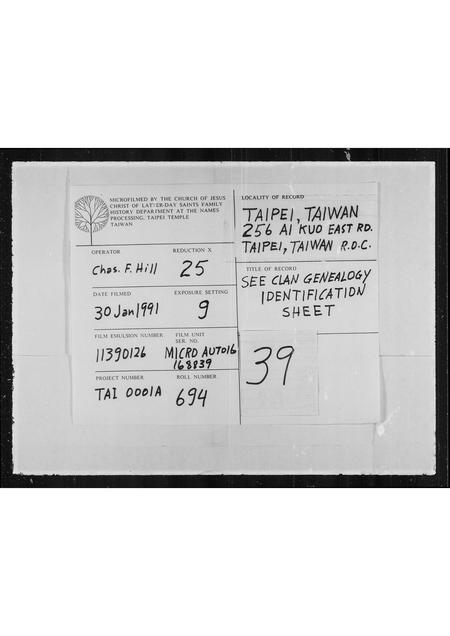 MICROFILMED BY THE CHURCH OF JESUS
CHRIST OF LATTER-DAY SAINTS FAMILY
HISTORY DEPARTMENT AT THE NAMES
PROCESSING, TAIPEI TEMPLE
TAIWAN
OPERATOR
REDUCTION X
Chas. F. Hill
25
DATE FILMED
EXPOSURE SETTING
30 Jan 1991
9
FILM EMULSION NUMBER
FILM UNIT
SER. NO.
11390126
MICRO AUTO16
168839
PROJECT NUMBER
ROLL NUMBER
TAI 0001A
694
LOCALITY OF RECORD
TAIPEI, TAIWAN
256 AI KUO EAST RD.
TAIPEI, TAIWAN R.O.C.
TITLE OF RECORD
SEE CLAN GENEALOGY
IDENTIFICATION
SHEET
39